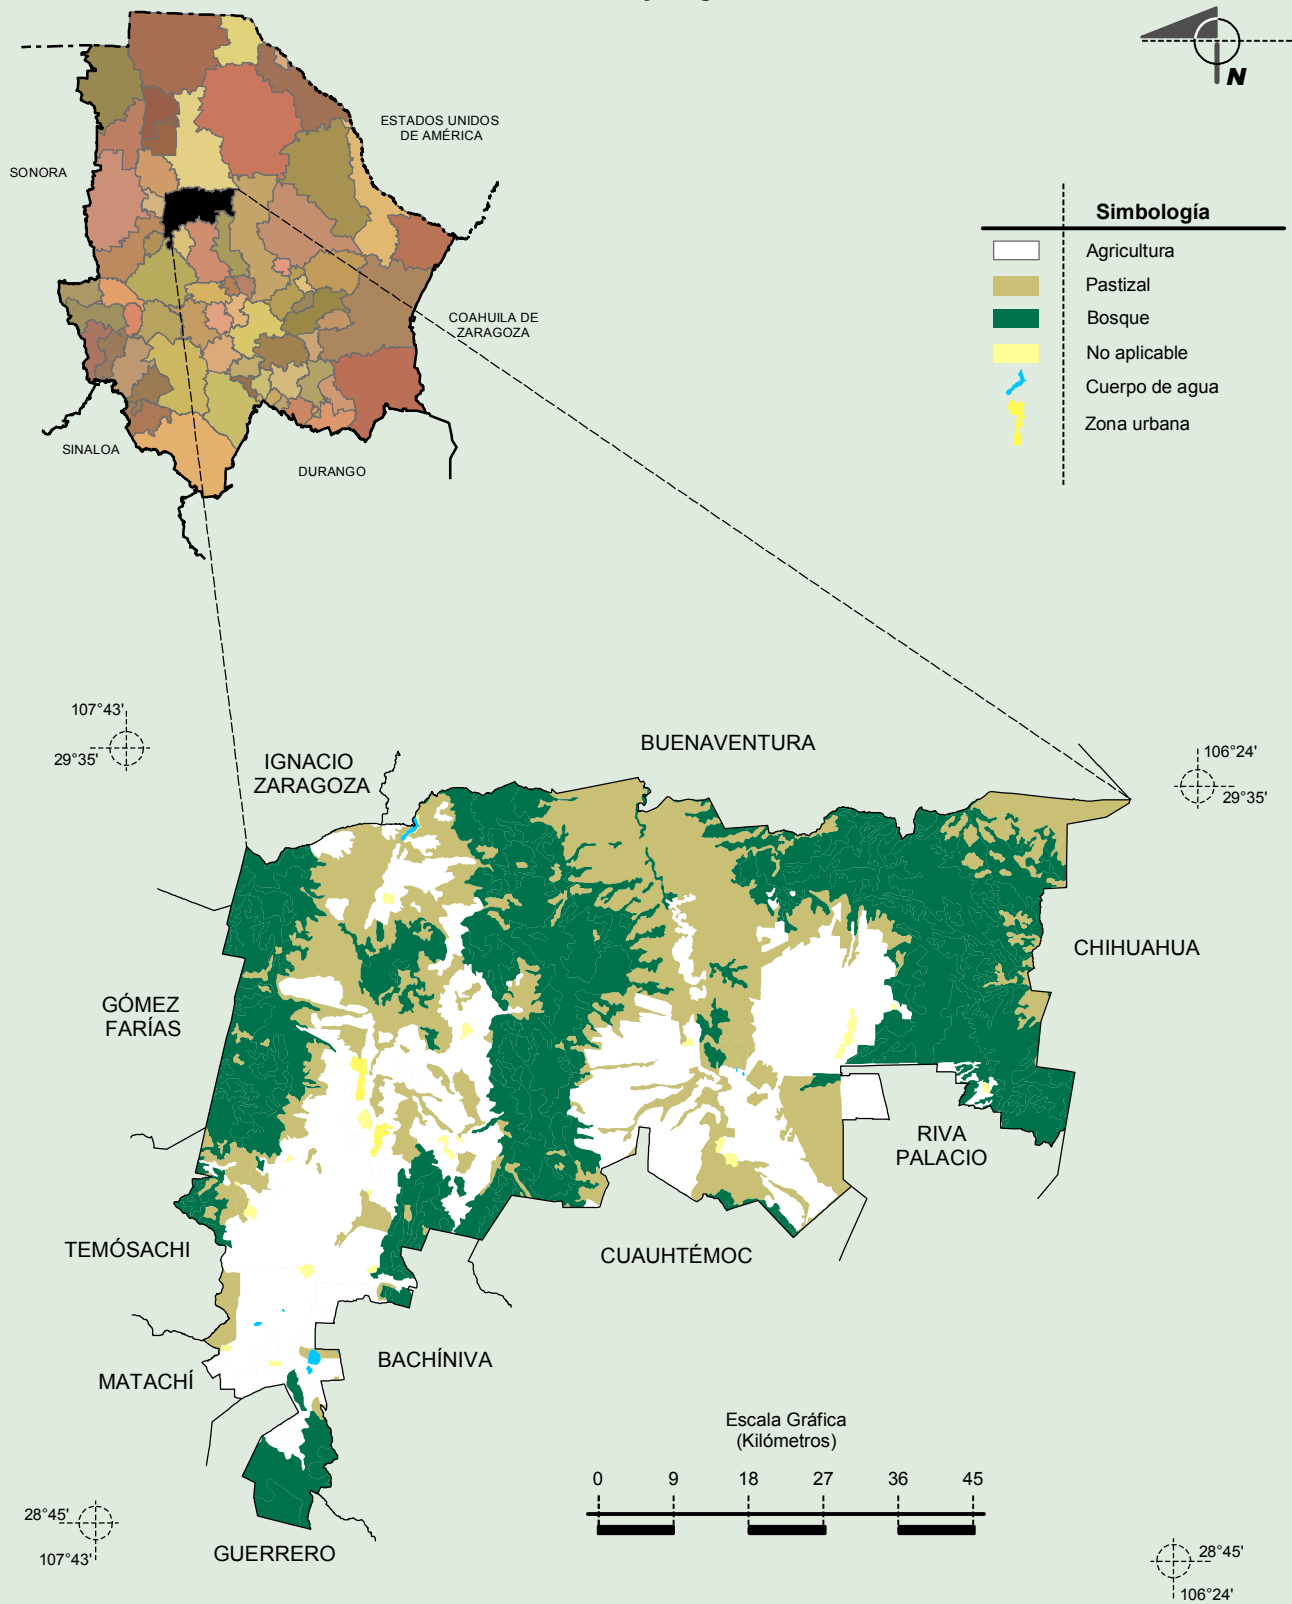 N
ESTADOS UNIDOS
DE AMÉRICA
SONORA
COAHUILA DE
ZARAGOZA
SINALOA
DURANGO
Simbología
Agricultura
Pastizal
Bosque
No aplicable
Cuerpo de agua
Zona urbana
107°43'
29°35'
106°24'
29°35'
IGNACIO
ZARAGOZA
BUENAVENTURA
CHIHUAHUA
GÓMEZ
FARÍAS
RIVA
PALACIO
TEMÓSACHI
CUAUHTÉMOC
MATACHÍ
BACHÍNIVA
GUERRERO
Escala Gráfica
(Kilómetros)
0 9 18 27 36 45
28°45'
107°43'
28°45'
106°24'